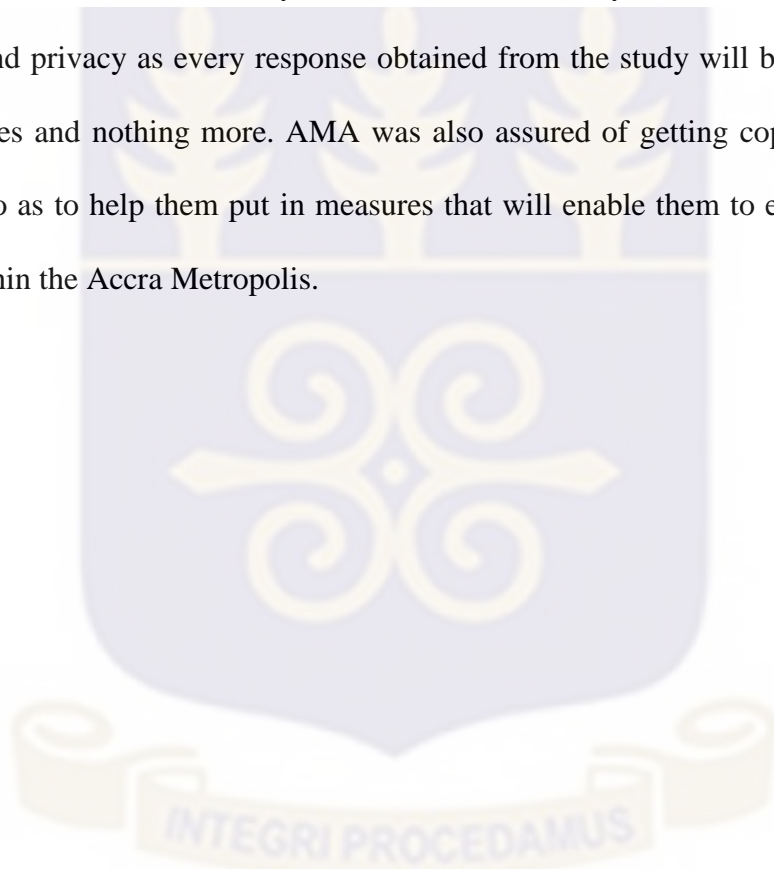 nd privacy as every response obtained from the study will b
es and nothing more. AMA was also assured of getting cop
o as to help them put in measures that will enable them to e
hin the Accra Metropolis.
INTEGRI PROCEDAMUS